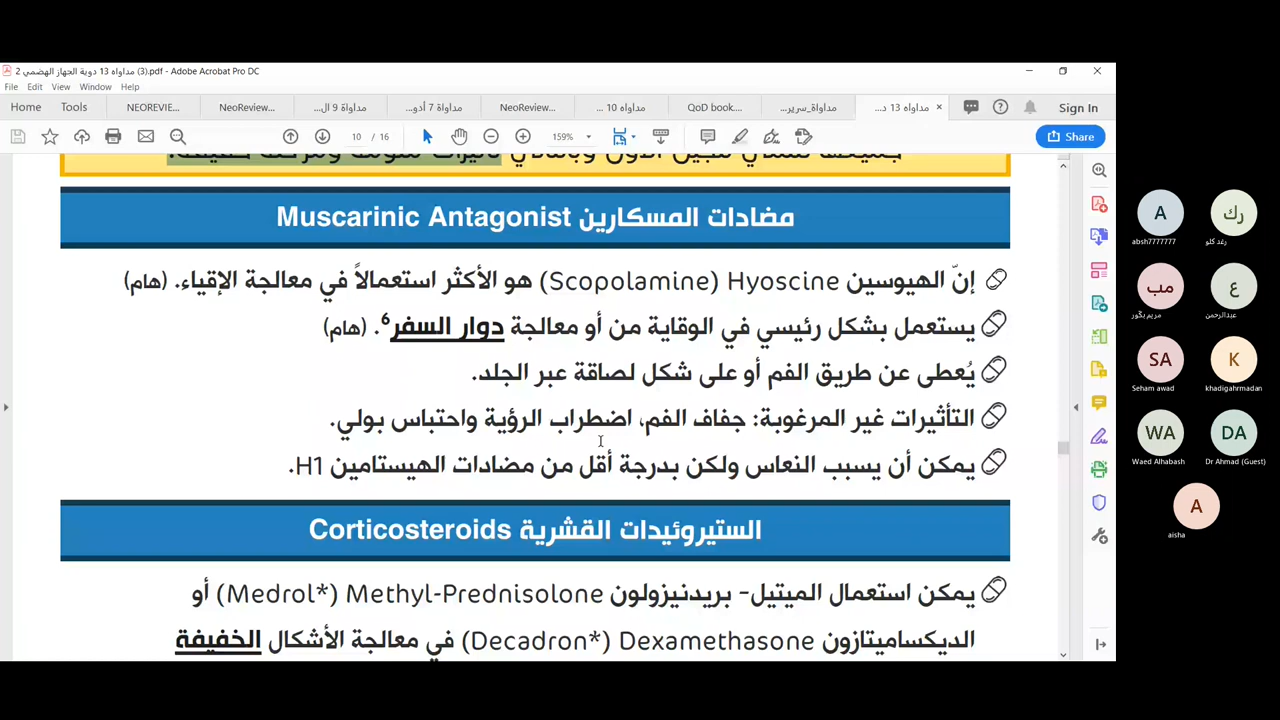 مداواه 13 دوية الجهاز الهضمي 2 (3).pdf - Adobe Acrobat Pro DC
File Edit View Window Help
Home Tools NEOREVIE... NeoReview... مداواة 9 ال... مداواة 7 أدو... NeoReview... مداواه 10 ... QoD book.... مداواة_سرير... مداواه 13 د... × Sign In
10 / 16 159% Share
مضادات المسكارين Muscarinic Antagonist
إنّ الهيوسين Hyoscine (Scopolamine) هو الأكثر استعمالاً في معالجة الإقياء. (هام)
يستعمل بشكل رئيسي في الوقاية من أو معالجة دوار السفر6. (هام)
يُعطى عن طريق الفم أو على شكل لصاقة عبر الجلد.
التأثيرات غير المرغوبة: جفاف الفم، اضطراب الرؤية واحتباس بولي.
يمكن أن يسبب النعاس ولكن بدرجة أقل من مضادات الهيستامين H1.
الستيروئيدات القشرية Corticosteroids
يمكن استعمال الميتيل- بريدنيزولون Methyl-Prednisolone (Medrol*) أو
الديكساميتازون Dexamethasone (Decadron*) في معالجة الأشكال الخفيفة
A رك
absh7777777 رغد كلو
مب ع
مريم بكور عبدالرحمن
SA K
Seham awad khadigahrmadan
WA DA
Waed Alhabash Dr Ahmad (Guest)
A
aisha